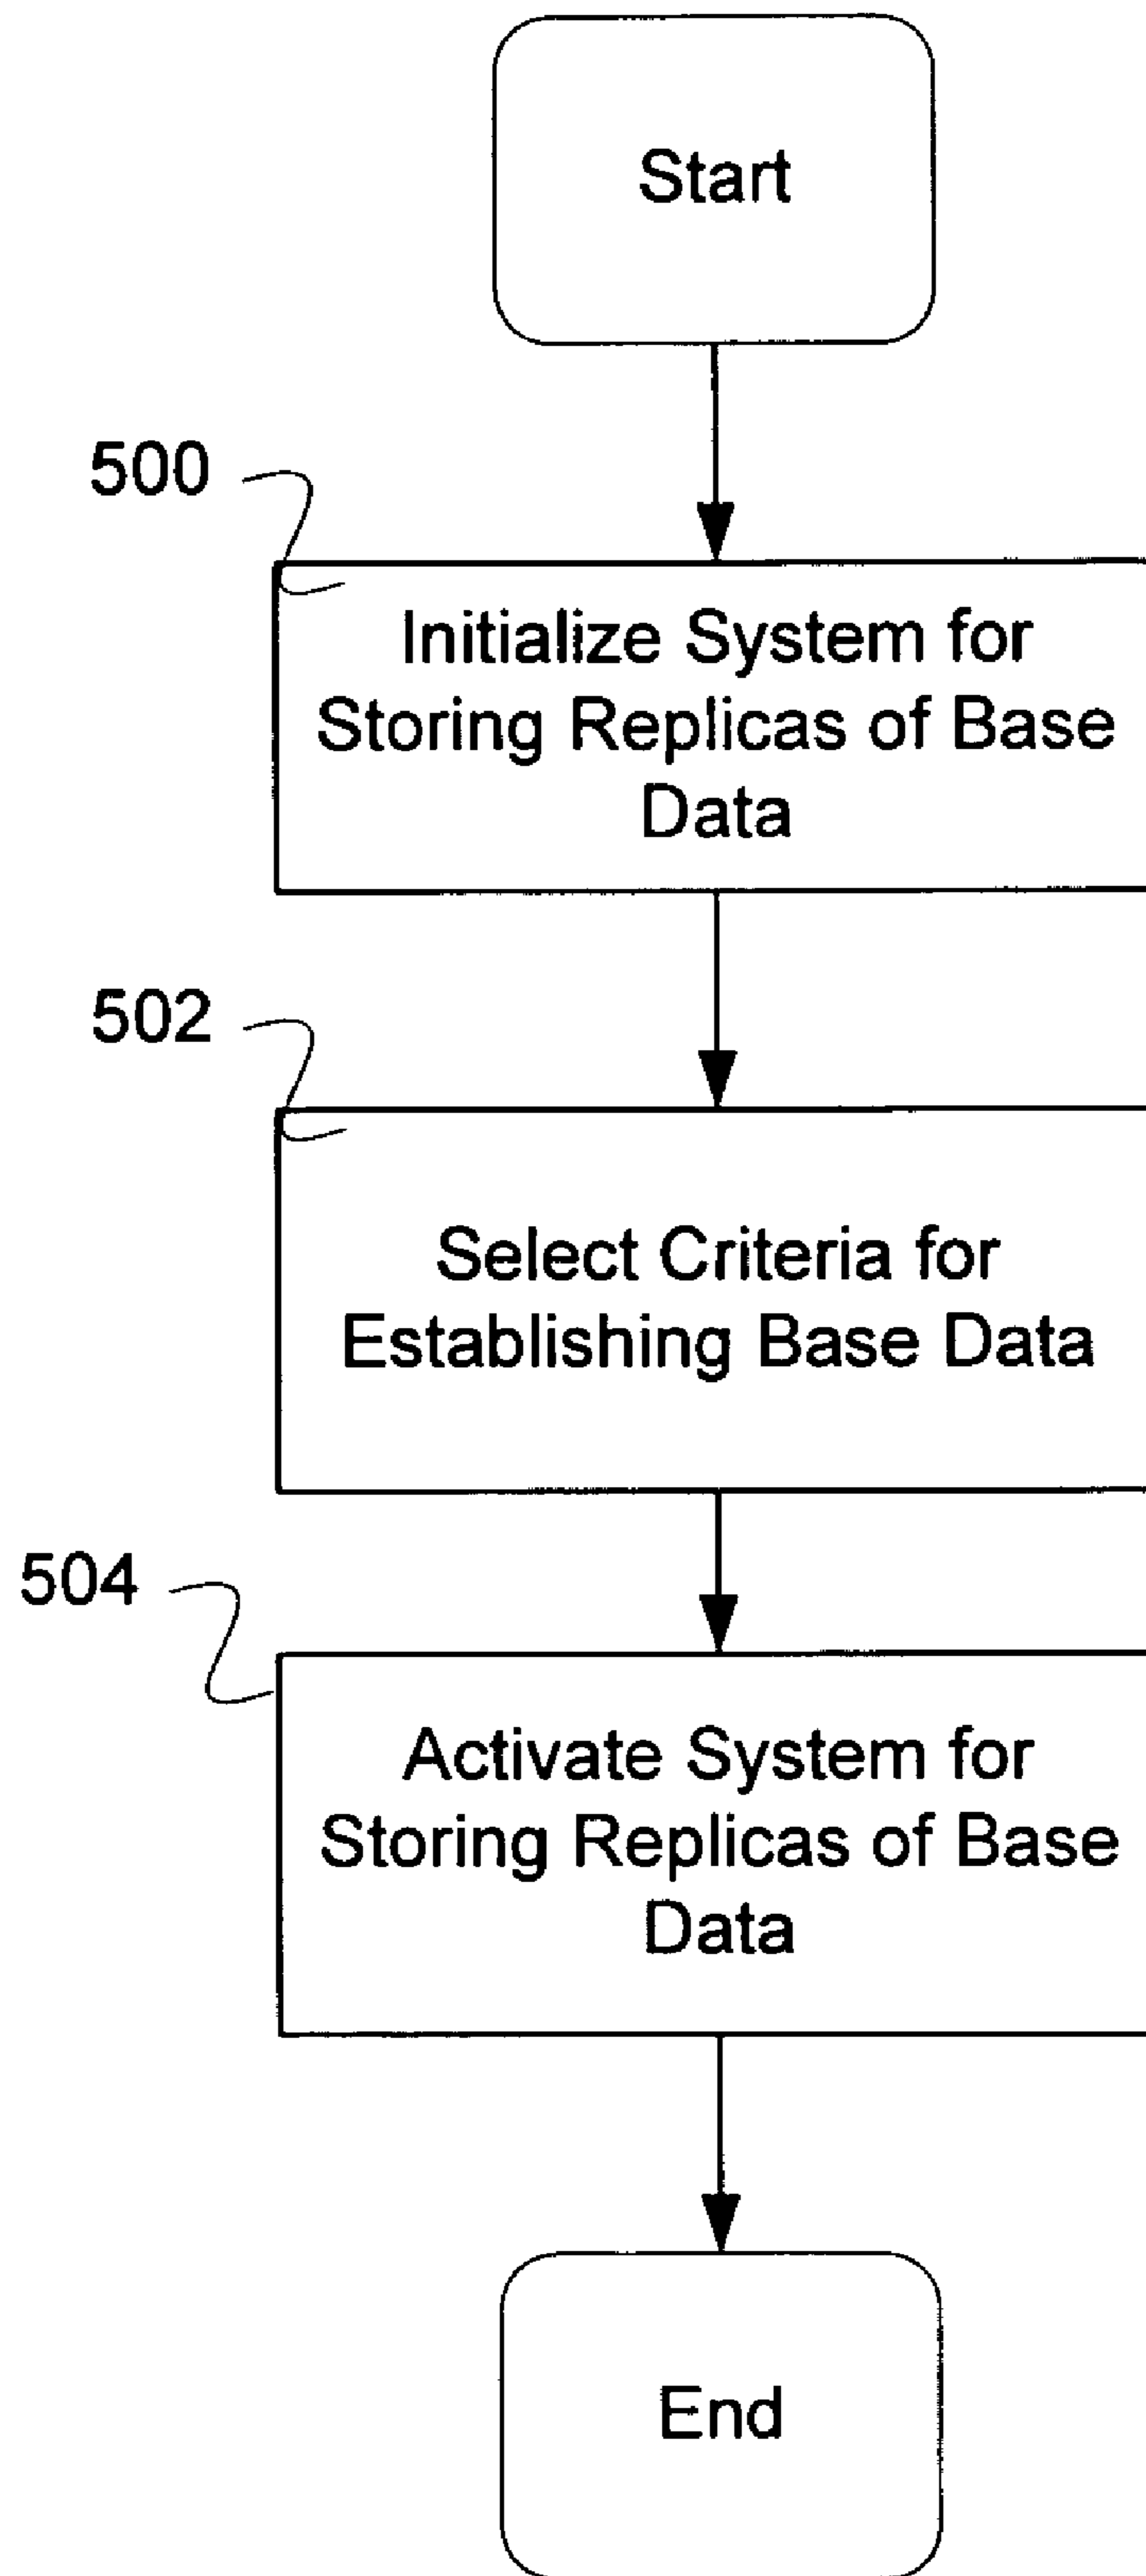 Start
500
Initialize System for
Storing Replicas of Base
Data
502
Select Criteria for
Establishing Base Data
504
Activate System for
Storing Replicas of Base
Data
End